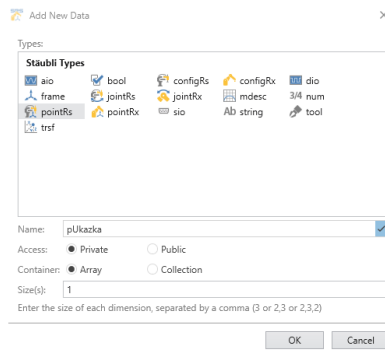 Add New Data
Types:
Stäubli Types
aio bool configRs configRx dio
frame jointRs jointRx mdesc 3/4 num
pointRs pointRx sio Ab string tool
trsf
Name: pUkazka
Access: Private Public
Container: Array Collection
Size(s): 1
Enter the size of each dimension, separated by a comma (3 or 2,3 or 2,3,2)
OK Cancel